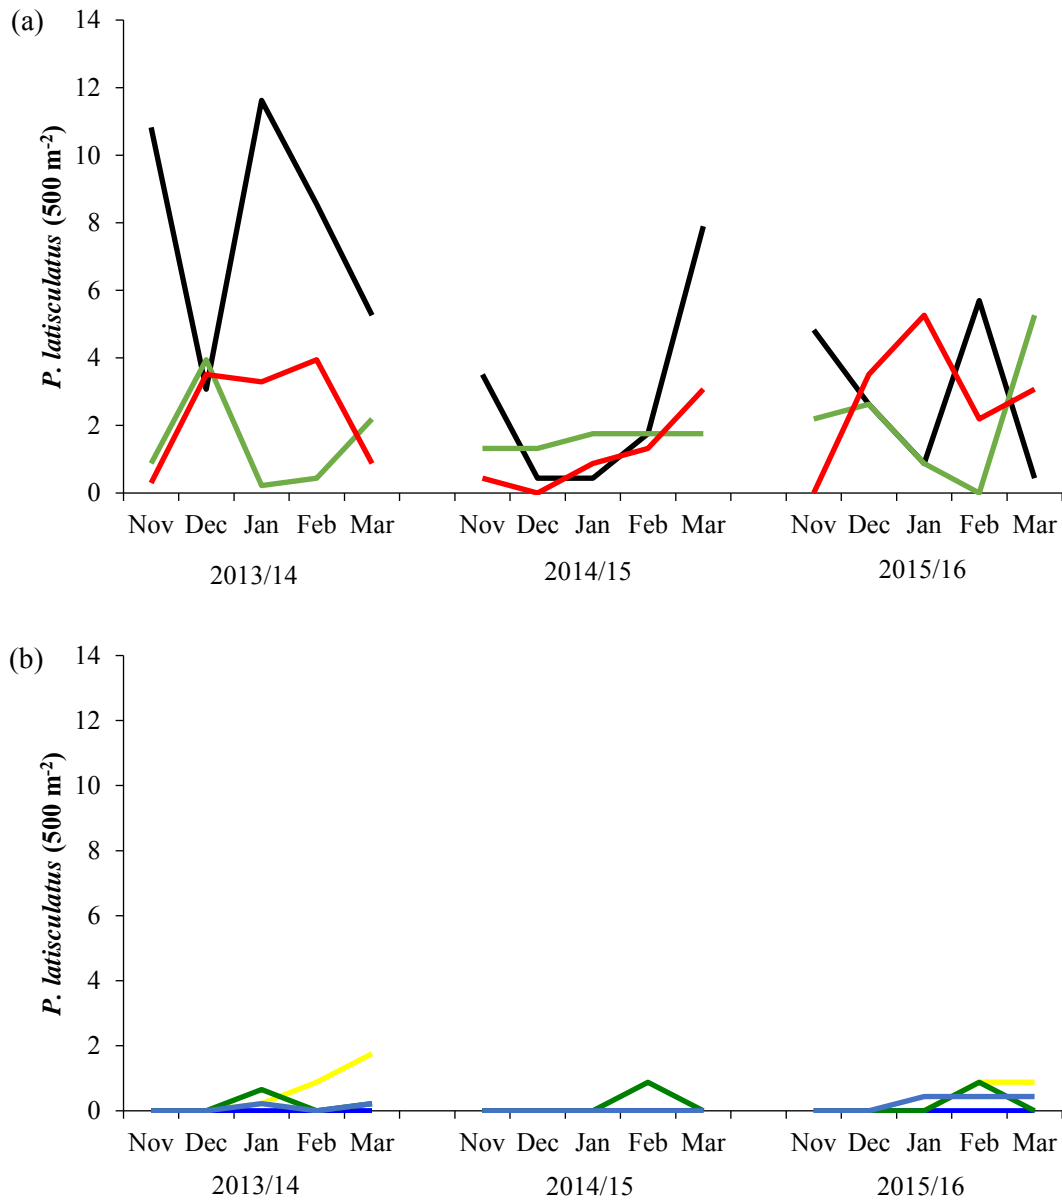 (a)
P. latisculatus (500 m-2)
14
12
10
8
6
4
2
0
Nov Dec Jan Feb Mar Nov Dec Jan Feb Mar Nov Dec Jan Feb Mar
2013/14 2014/15 2015/16
(b)
P. latisculatus (500 m-2)
14
12
10
8
6
4
2
0
Nov Dec Jan Feb Mar Nov Dec Jan Feb Mar Nov Dec Jan Feb Mar
2013/14 2014/15 2015/16